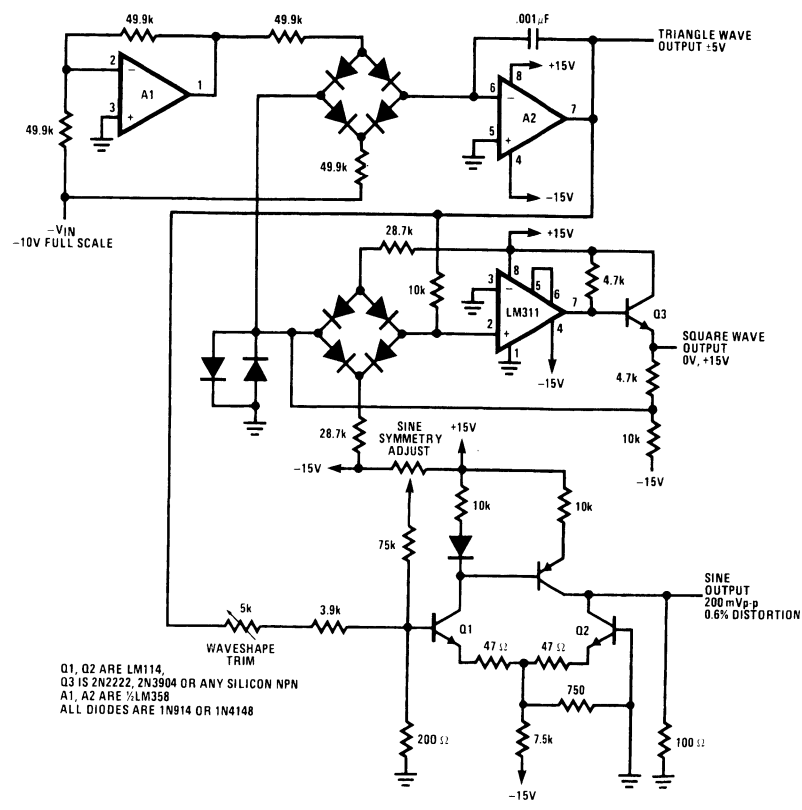 49.9k
49.9k
.001 μF
TRIANGLE WAVE
OUTPUT ±5V
+15V
2
8
6
−
A1
1
−
A2
7
3
+
49.9k
5
+
49.9k
4
−15V
−VIN
−10V FULL SCALE
28.7k
+15V
10k
3
−
8
5
6
4.7k
LM311
7
Q3
2
+
4
1
−15V
SQUARE WAVE
OUTPUT
0V, +15V
4.7k
28.7k
SINE
SYMMETRY
ADJUST
+15V
10k
−15V
−15V
10k
10k
75k
SINE
OUTPUT
200 mVp-p
0.6% DISTORTION
5k
3.9k
Q1
47 Ω
47 Ω
Q2
WAVESHAPE
TRIM
Q1, Q2 ARE LM114,
Q3 IS 2N2222, 2N3904 OR ANY SILICON NPN
A1, A2 ARE ½LM358
ALL DIODES ARE 1N914 OR 1N4148
750
200 Ω
7.5k
100 Ω
−15V